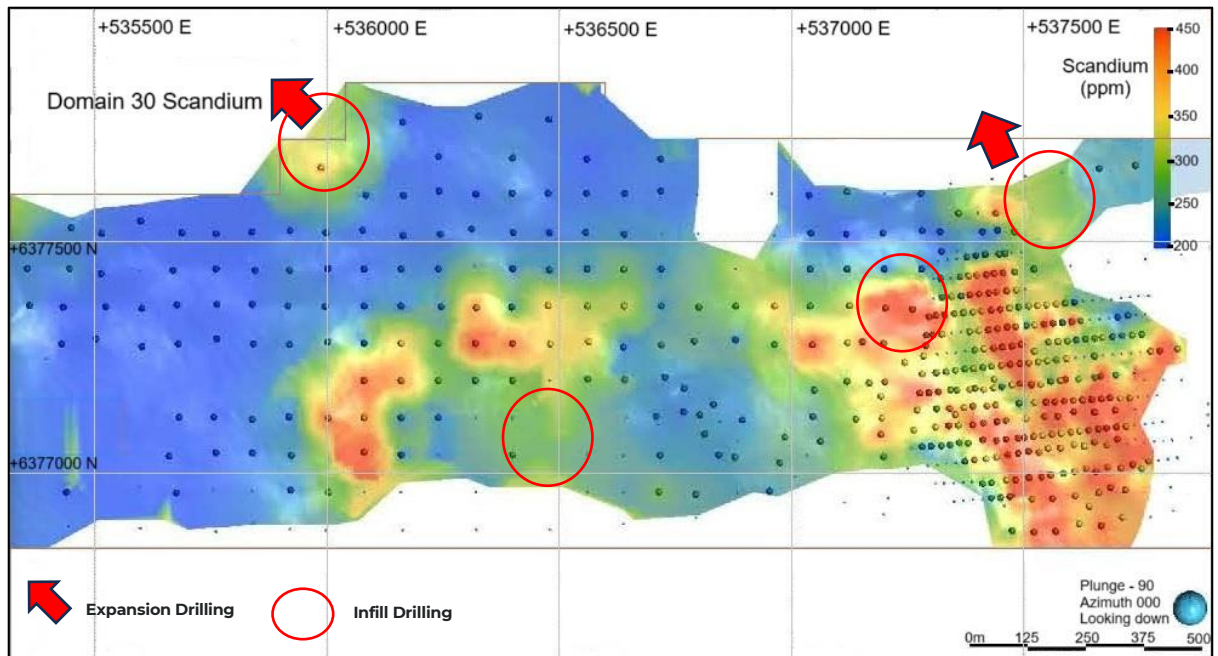 +535500 E
+536000 E
+536500 E
+537000 E
+537500 E
450
Scandium
(ppm)
400
350
300
250
200
Domain 30 Scandium
+6377500 N
+6377000 N
Expansion Drilling
Infill Drilling
Plunge - 90
Azimuth 000
Looking down
0m 125 250 375 500